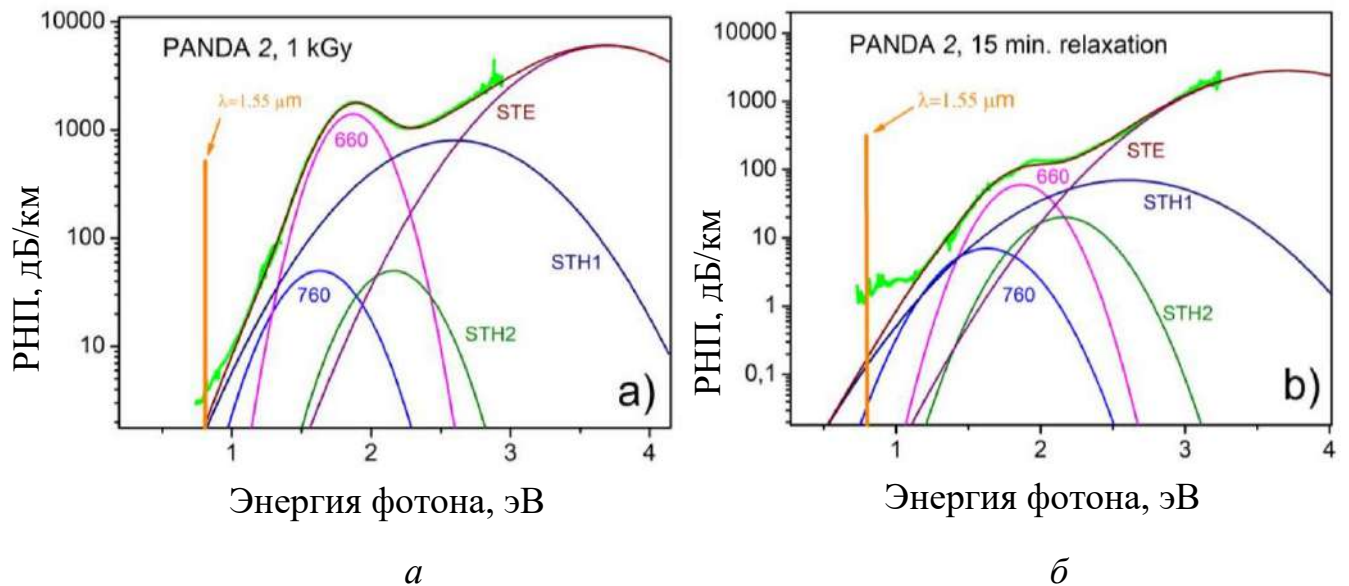 PANDA 2, 1 kGy
λ=1.55 μm
660
760
STE
STH1
STH2
a)
10000
1000
100
10
1
2
3
4
РНП, дБ/км
Энергия фотона, эВ
а
PANDA 2, 15 min. relaxation
λ=1.55 μm
660
760
STE
STH1
STH2
b)
10000
1000
100
10
1
0,1
1
2
3
4
РНП, дБ/км
Энергия фотона, эВ
б